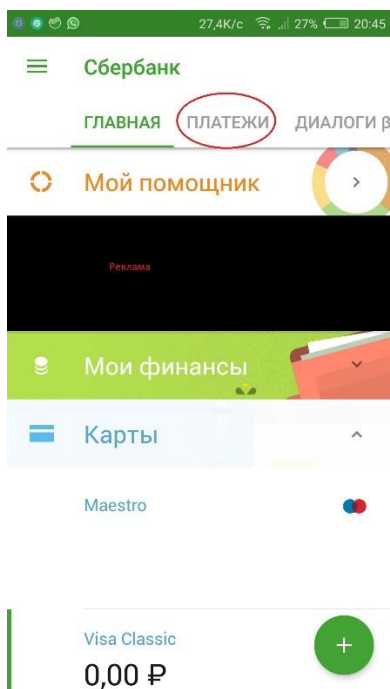 27,4K/c 27% 20:45
Сбербанк
ГЛАВНАЯ ПЛАТЕЖИ ДИАЛОГИ β
Мой помощник
Реклама
Мои финансы
Карты
Maestro
Visa Classic
0,00 ₽